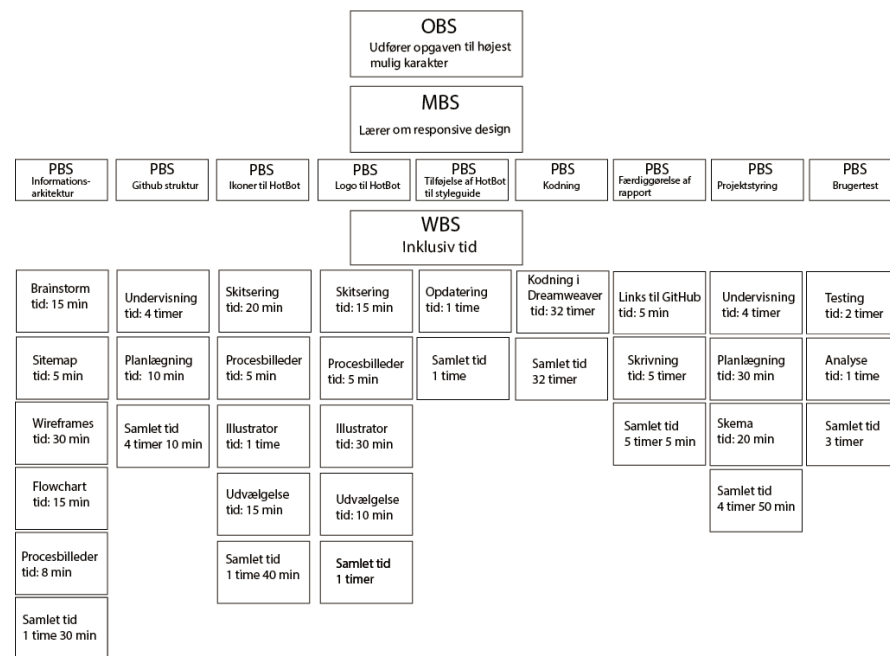 OBS
Udfører opgaven til højest
mulig karakter
MBS
Lærer om responsive design
PBS
Informations-
arkitektur
PBS
Github struktur
PBS
Ikoner til HotBot
PBS
Logo til HotBot
PBS
Tilføjelse af HotBot
til styleguide
PBS
Kodning
PBS
Færdiggørelse af
rapport
PBS
Projektstyring
PBS
Brugertest
WBS
Inklusiv tid
Brainstorm
tid: 15 min
Sitemap
tid: 5 min
Wireframes
tid: 30 min
Flowchart
tid: 15 min
Procesbilleder
tid: 8 min
Samlet tid
1 time 30 min
Undervisning
tid: 4 timer
Planlægning
tid: 10 min
Samlet tid
4 timer 10 min
Skitsering
tid: 20 min
Procesbilleder
tid: 5 min
Illustrator
tid: 1 time
Udvælgelse
tid: 15 min
Samlet tid
1 time 40 min
Skitsering
tid: 15 min
Procesbilleder
tid: 5 min
Illustrator
tid: 30 min
Udvælgelse
tid: 10 min
Samlet tid
1 timer
Opdatering
tid: 1 time
Samlet tid
1 time
Kodning i
Dreamweaver
tid: 32 timer
Samlet tid
32 timer
Links til GitHub
tid: 5 min
Skrivning
tid: 5 timer
Samlet tid
5 timer 5 min
Undervisning
tid: 4 timer
Planlægning
tid: 30 min
Skema
tid: 20 min
Samlet tid
4 timer 50 min
Testing
tid: 2 timer
Analyse
tid: 1 time
Samlet tid
3 timer